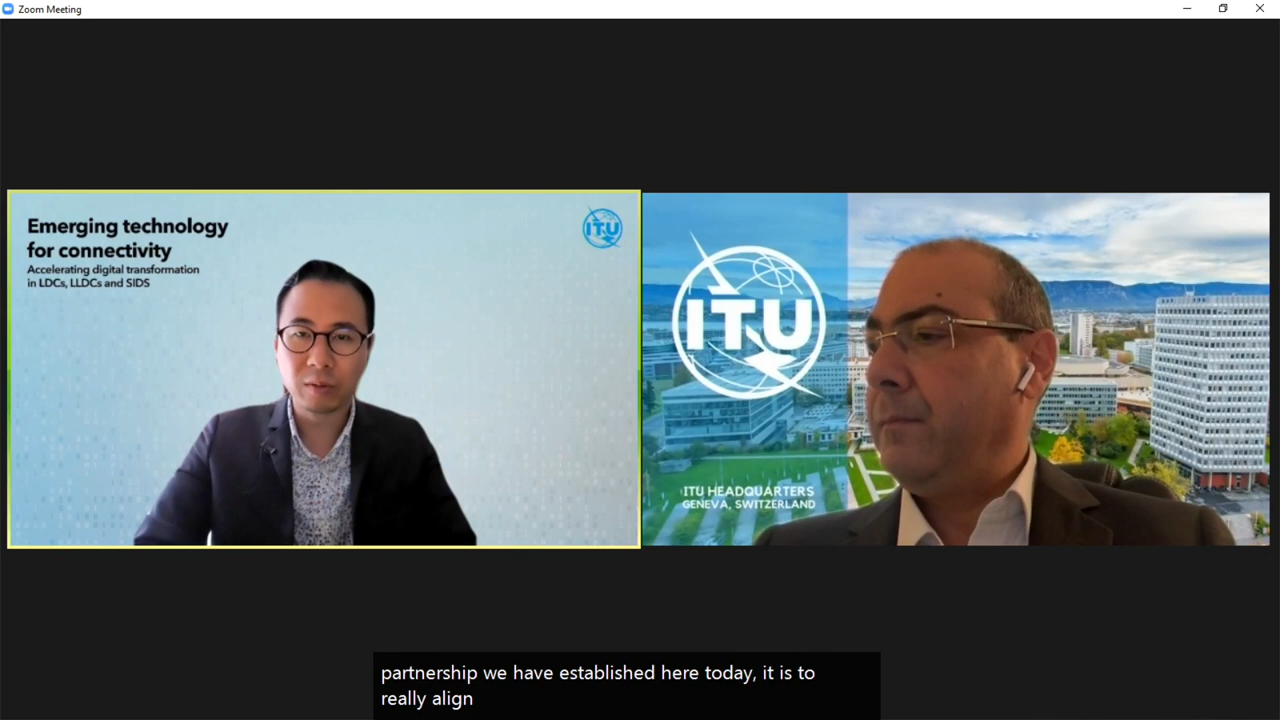 Zoom Meeting
Emerging technology
for connectivity
Accelerating digital transformation
in LDCs, LLDCs and SIDS
ITU
ITU
ITU HEADQUARTERS
GENEVA, SWITZERLAND
partnership we have established here today, it is to
really align